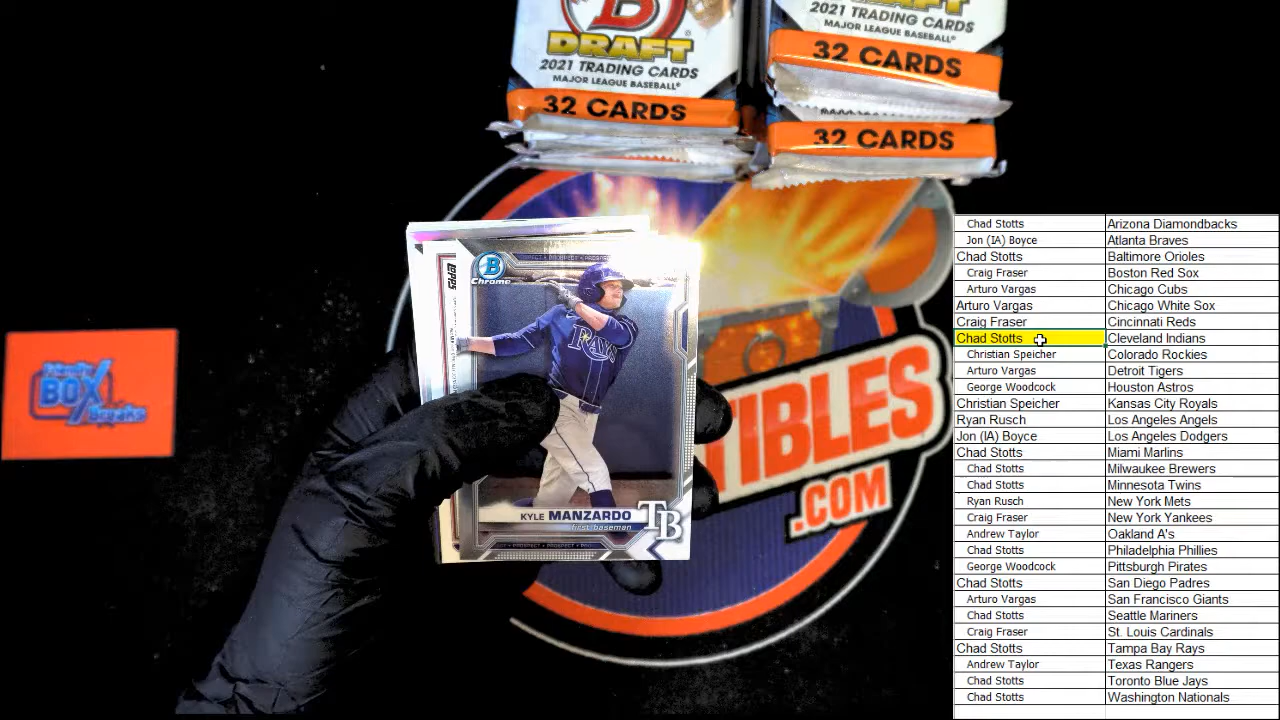 B
DRAFT
2021 TRADING CARDS
MAJOR LEAGUE BASEBALL®
32 CARDS
2021 TRADING CARDS
MAJOR LEAGUE BASEBALL®
32 CARDS
32 CARDS
B
Chrome
TOPPS
RAYS
KYLE MANZARDO
first baseman
TB
BOX
Breaks
TIBLES
.COM
Chad Stotts Arizona Diamondbacks
Jon (IA) Boyce Atlanta Braves
Chad Stotts Baltimore Orioles
Craig Fraser Boston Red Sox
Arturo Vargas Chicago Cubs
Arturo Vargas Chicago White Sox
Craig Fraser Cincinnati Reds
Chad Stotts Cleveland Indians
Christian Speicher Colorado Rockies
Arturo Vargas Detroit Tigers
George Woodcock Houston Astros
Christian Speicher Kansas City Royals
Ryan Rusch Los Angeles Angels
Jon (IA) Boyce Los Angeles Dodgers
Chad Stotts Miami Marlins
Chad Stotts Milwaukee Brewers
Chad Stotts Minnesota Twins
Ryan Rusch New York Mets
Craig Fraser New York Yankees
Andrew Taylor Oakland A's
Chad Stotts Philadelphia Phillies
George Woodcock Pittsburgh Pirates
Chad Stotts San Diego Padres
Arturo Vargas San Francisco Giants
Chad Stotts Seattle Mariners
Craig Fraser St. Louis Cardinals
Chad Stotts Tampa Bay Rays
Andrew Taylor Texas Rangers
Chad Stotts Toronto Blue Jays
Chad Stotts Washington Nationals